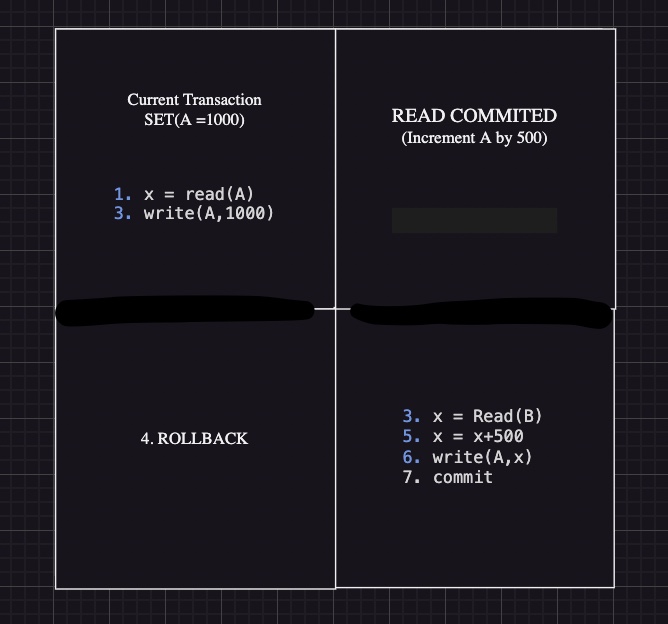 Current Transaction
SET(A =1000)
1. x = read(A)
3. write(A,1000)
READ COMMITED
(Increment A by 500)
4. ROLLBACK
3. x = Read(B)
5. x = x+500
6. write(A,x)
7. commit